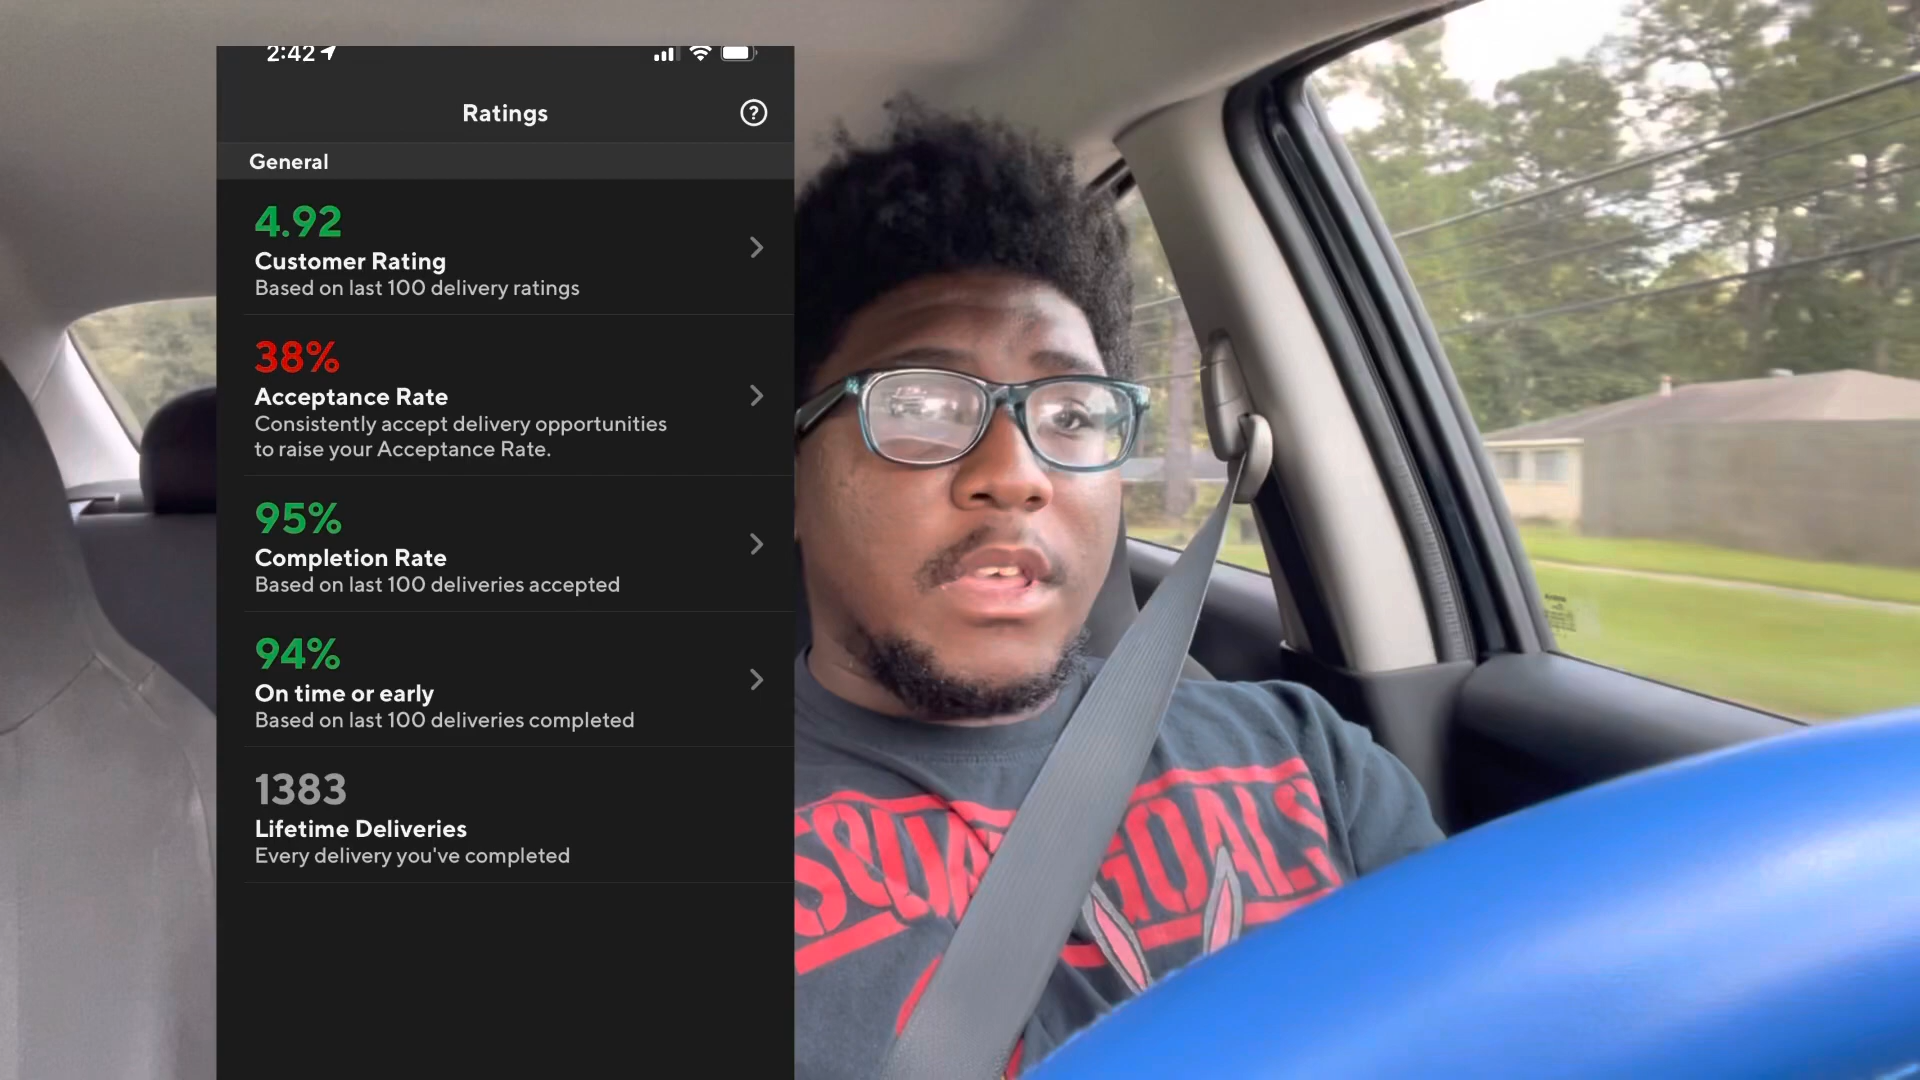 2:42
Ratings
?
General
4.92
Customer Rating
Based on last 100 delivery ratings
38%
Acceptance Rate
Consistently accept delivery opportunities
to raise your Acceptance Rate.
95%
Completion Rate
Based on last 100 deliveries accepted
94%
On time or early
Based on last 100 deliveries completed
1383
Lifetime Deliveries
Every delivery you've completed
GOALS